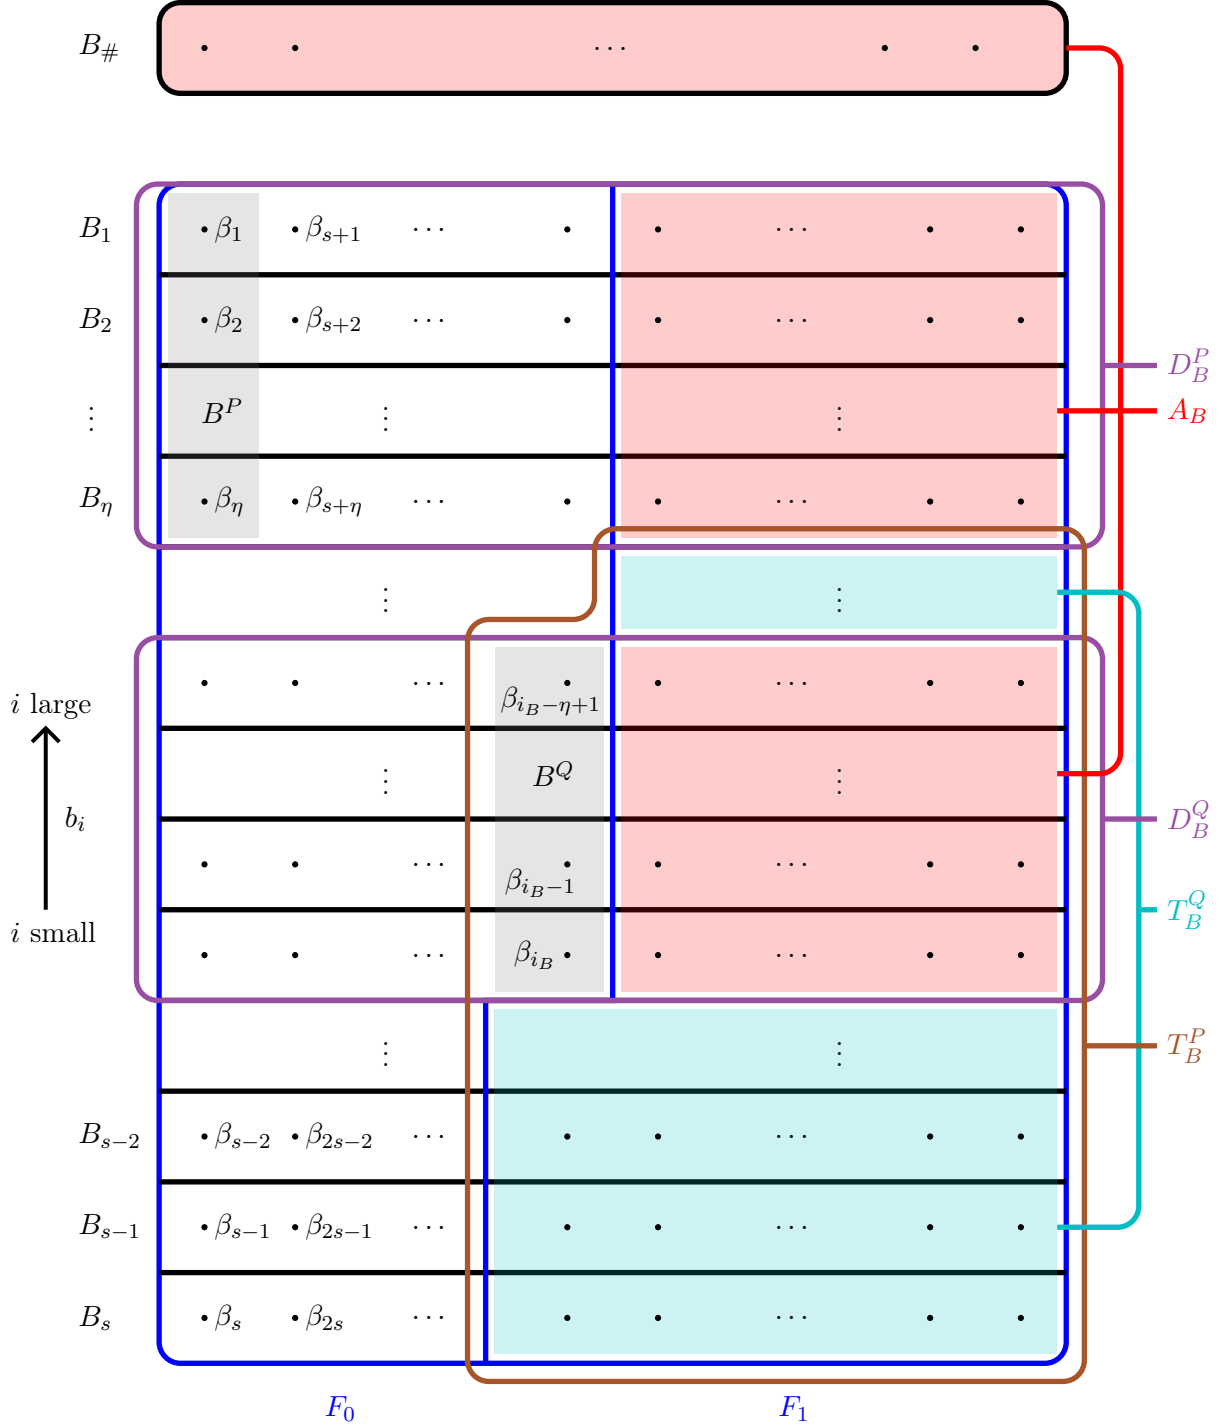 B_# ⋯
B_1 β_1 β_{s+1} ⋯ ⋯
B_2 β_2 β_{s+2} ⋯ ⋯
D_B^P
⋮ B^P ⋮ ⋮ A_B
B_η β_η β_{s+η} ⋯ ⋯
⋮ ⋮
⋯ β_{i_B−η+1} ⋯
i large
⋮ B^Q ⋮
b_i D_B^Q
⋯ β_{i_B−1} ⋯
T_B^Q
i small
⋯ β_{i_B} ⋯
⋮ ⋮ T_B^P
B_{s−2} β_{s−2} β_{2s−2} ⋯ ⋯
B_{s−1} β_{s−1} β_{2s−1} ⋯ ⋯
B_s β_s β_{2s} ⋯ ⋯
F_0 F_1